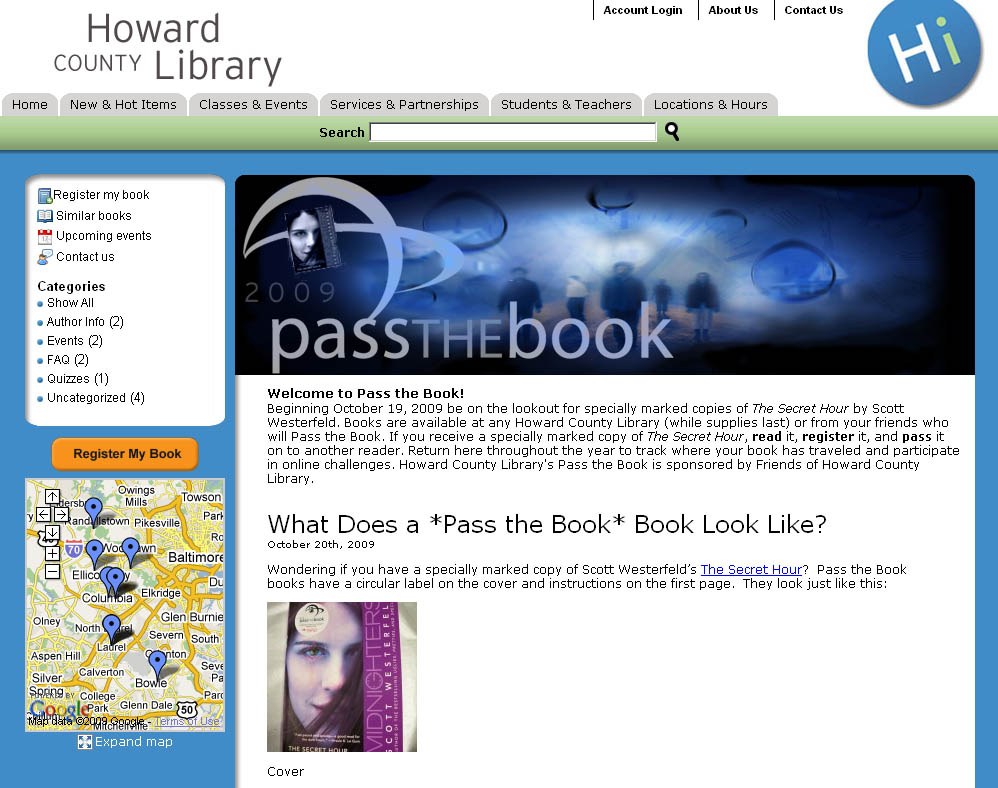 Account Login
About Us
Contact Us
Howard
COUNTY Library
Hi
Home
New & Hot Items
Classes & Events
Services & Partnerships
Students & Teachers
Locations & Hours
Search
Register my book
Similar books
Upcoming events
Contact us
Categories
Show All
Author Info (2)
Events (2)
FAQ (2)
Quizzes (1)
Uncategorized (4)
Register My Book
Owings
Mills
Towson
Pikesville
70
Baltimore
Columbia
Elkridge
Olney
Glen Burnie
Severn
South
Laurel
Aspen Hill
Calverton
Bowie
Silver
Spring
College
Park
Glenn Dale
50
POWERED BY
Google
Map data ©2009 Google - Terms of Use
Mitchellville
Expand map
2009
passTHEbook
Welcome to Pass the Book!
Beginning October 19, 2009 be on the lookout for specially marked copies of The Secret Hour by Scott
Westerfeld. Books are available at any Howard County Library (while supplies last) or from your friends who
will Pass the Book. If you receive a specially marked copy of The Secret Hour, read it, register it, and pass it
on to another reader. Return here throughout the year to track where your book has traveled and participate
in online challenges. Howard County Library's Pass the Book is sponsored by Friends of Howard County
Library.
What Does a *Pass the Book* Book Look Like?
October 20th, 2009
Wondering if you have a specially marked copy of Scott Westerfeld’s The Secret Hour? Pass the Book
books have a circular label on the cover and instructions on the first page. They look just like this:
passthebook
MIDNIGHTERS
SCOTT WESTERFEL
THE SECRET HOUR
Cover